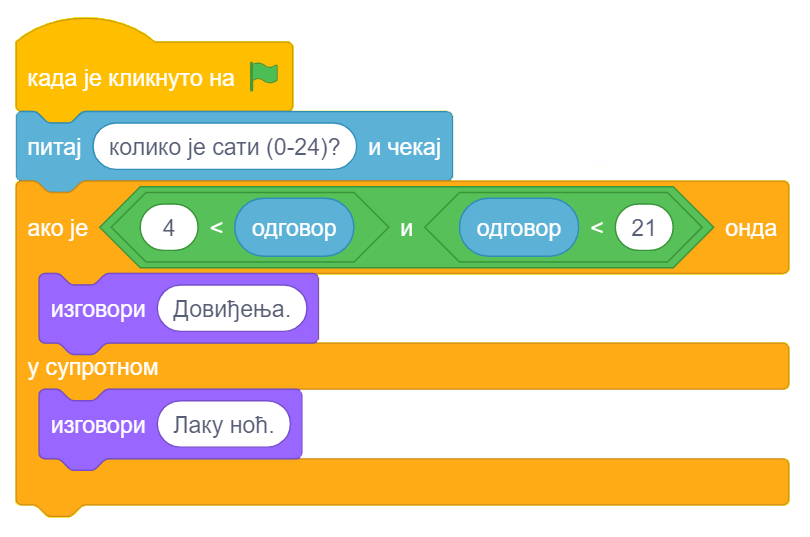 када је кликнуто на
питај колико је сати (0-24)? и чекај
ако је 4 < одговор и одговор < 21 онда
изговори Довиђења.
у супротном
изговори Лаку ноћ.